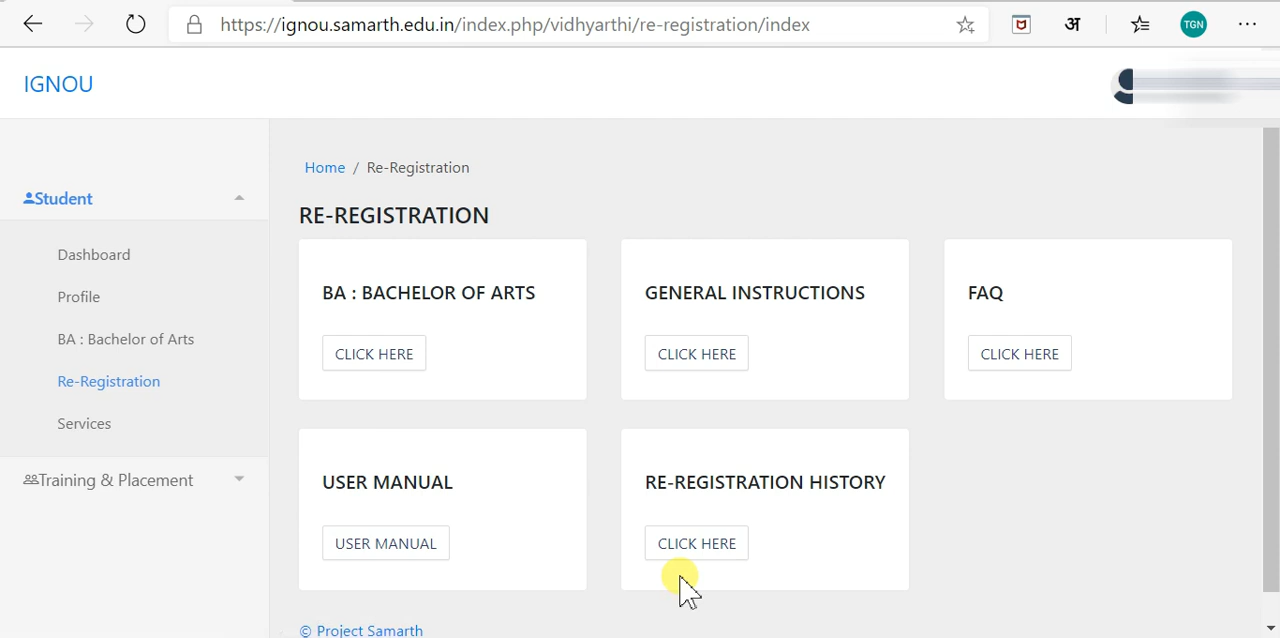 https://ignou.samarth.edu.in/index.php/vidhyarthi/re-registration/index
अ
TGN
IGNOU
Home / Re-Registration
Student
RE-REGISTRATION
Dashboard
Profile
BA : Bachelor of Arts
Re-Registration
Services
Training & Placement
BA : BACHELOR OF ARTS
CLICK HERE
GENERAL INSTRUCTIONS
CLICK HERE
FAQ
CLICK HERE
USER MANUAL
USER MANUAL
RE-REGISTRATION HISTORY
CLICK HERE
© Project Samarth